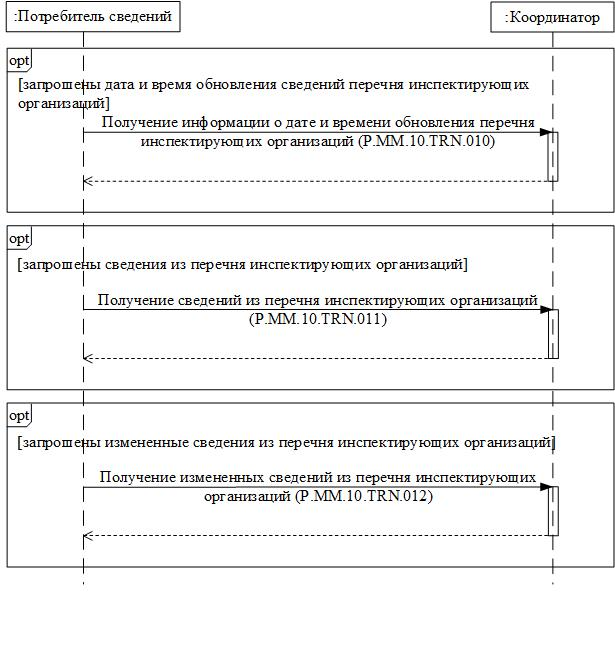 :Потребитель сведений
:Координатор
opt
[запрошены дата и время обновления сведений перечня инспектирующих
организаций]
Получение информации о дате и времени обновления перечня
инспектирующих организаций (P.MM.10.TRN.010)
opt
[запрошены сведения из перечня инспектирующих организаций]
Получение сведений из перечня инспектирующих организаций
(P.MM.10.TRN.011)
opt
[запрошены измененные сведения из перечня инспектирующих организаций]
Получение измененных сведений из перечня инспектирующих
организаций (P.MM.10.TRN.012)